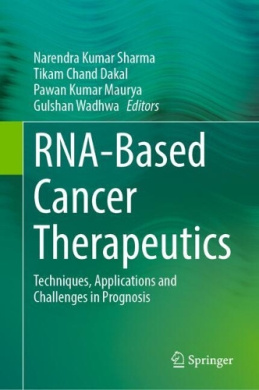 Narendra Kumar Sharma
Tikam Chand Dakal
Pawan Kumar Maurya
Gulshan Wadhwa Editors
RNA-Based
Cancer
Therapeutics
Techniques, Applications and
Challenges in Prognosis
Springer